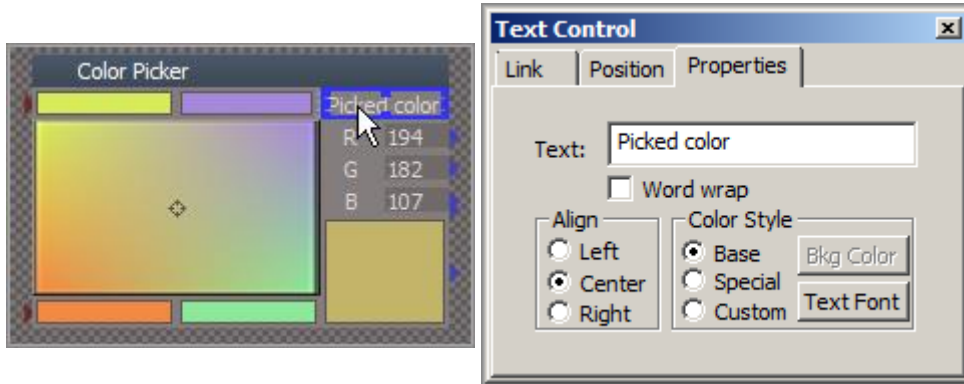 Color Picker
Picked color
R 194
G 182
B 107
Text Control
Link Position Properties
Text: Picked color
Word wrap
Align
Left
Center
Right
Color Style
Base
Special
Custom
Bkg Color
Text Font